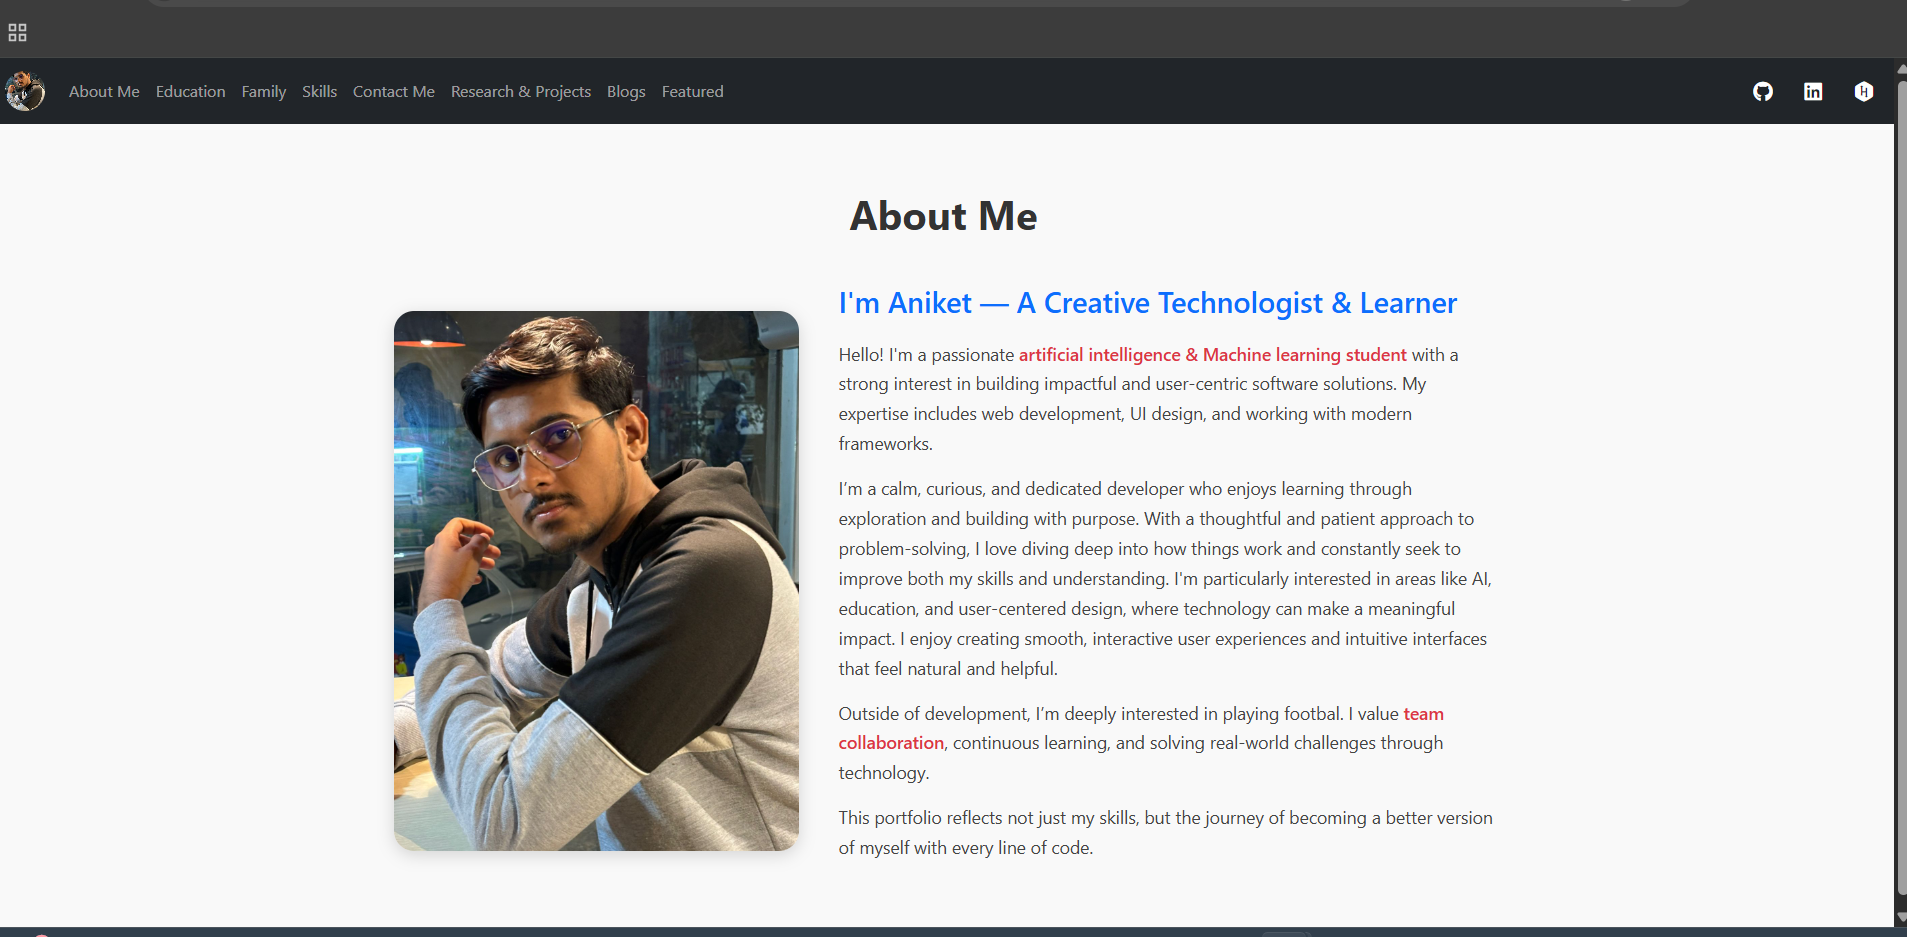 About Me Education Family Skills Contact Me Research & Projects Blogs Featured
About Me
I'm Aniket — A Creative Technologist & Learner
Hello! I'm a passionate artificial intelligence & Machine learning student with a
strong interest in building impactful and user-centric software solutions. My
expertise includes web development, UI design, and working with modern
frameworks.
I’m a calm, curious, and dedicated developer who enjoys learning through
exploration and building with purpose. With a thoughtful and patient approach to
problem-solving, I love diving deep into how things work and constantly seek to
improve both my skills and understanding. I'm particularly interested in areas like AI,
education, and user-centered design, where technology can make a meaningful
impact. I enjoy creating smooth, interactive user experiences and intuitive interfaces
that feel natural and helpful.
Outside of development, I’m deeply interested in playing footbal. I value team
collaboration, continuous learning, and solving real-world challenges through
technology.
This portfolio reflects not just my skills, but the journey of becoming a better version
of myself with every line of code.